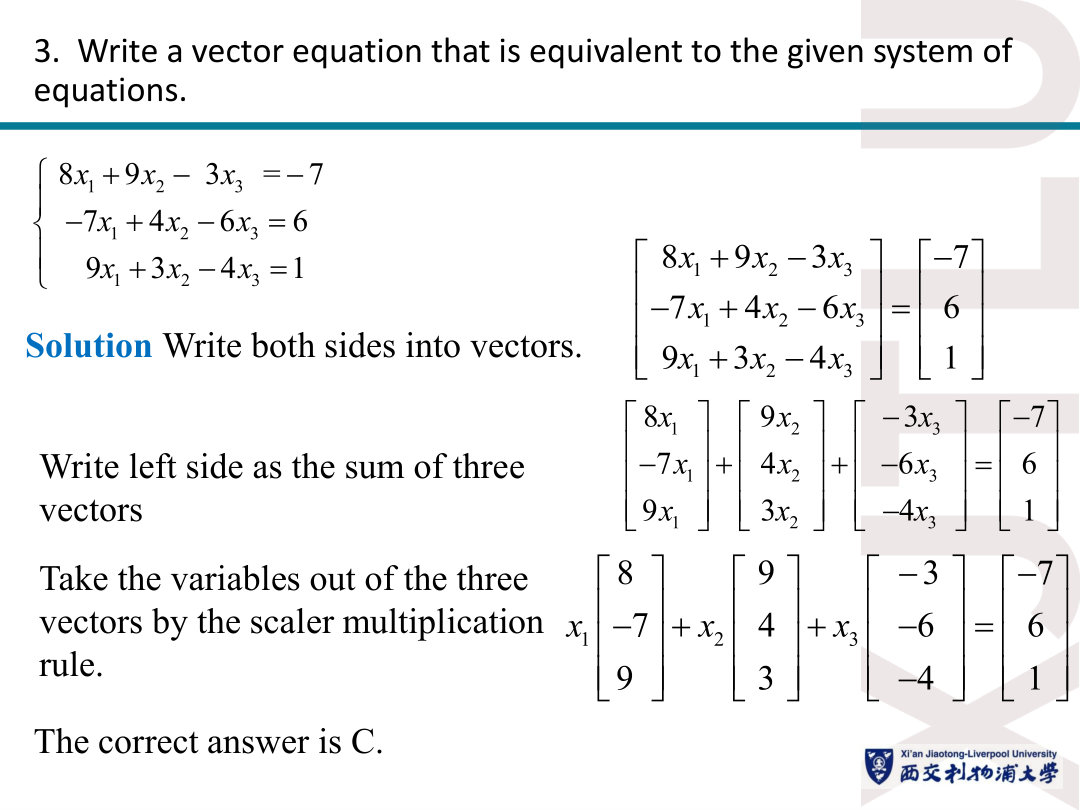 3. Write a vector equation that is equivalent to the given system of
equations.
8x₁ + 9x₂ − 3x₃ = − 7
−7x₁ + 4x₂ − 6x₃ = 6
9x₁ + 3x₂ − 4x₃ = 1
Solution Write both sides into vectors.
[8x₁ + 9x₂ − 3x₃] = [−7]
[−7x₁ + 4x₂ − 6x₃] = [6]
[9x₁ + 3x₂ − 4x₃] = [1]
Write left side as the sum of three
vectors
[8x₁] + [9x₂] + [− 3x₃] = [−7]
[−7x₁] + [4x₂] + [−6x₃] = [6]
[9x₁] + [3x₂] + [−4x₃] = [1]
Take the variables out of the three
vectors by the scaler multiplication
rule.
x₁ [8] + x₂ [9] + x₃ [− 3] = [−7]
[−7] [4] [−6] [6]
[9] [3] [−4] [1]
The correct answer is C.
Xi'an Jiaotong-Liverpool University
西交利物浦大学
XJTLU